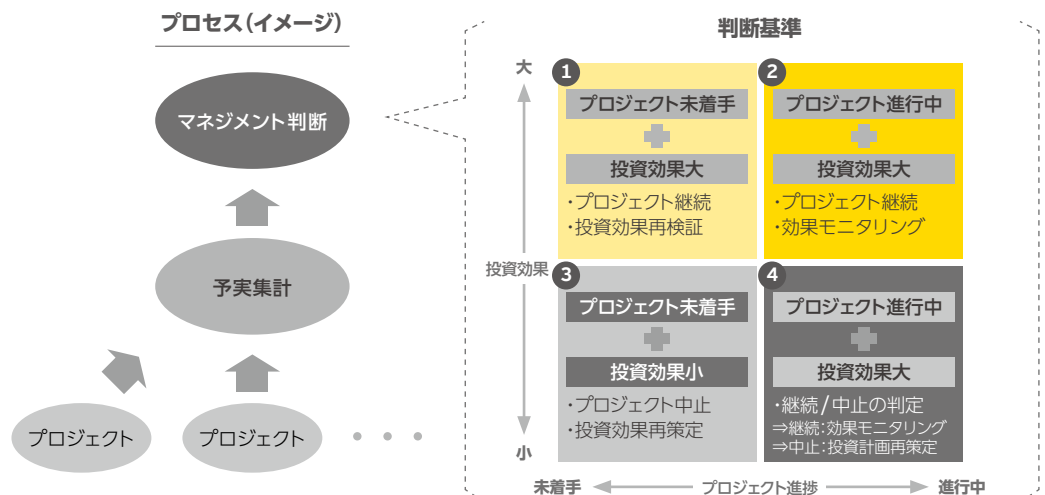 プロセス（イメージ）
マネジメント判断
予実集計
プロジェクト
プロジェクト
・・・
判断基準
大
投資効果
小
1
プロジェクト未着手
投資効果大
・プロジェクト継続
・投資効果再検証
2
プロジェクト進行中
投資効果大
・プロジェクト継続
・効果モニタリング
3
プロジェクト未着手
投資効果小
・プロジェクト中止
・投資効果再策定
4
プロジェクト進行中
投資効果大
・継続/中止の判定
⇒継続：効果モニタリング
⇒中止：投資計画再策定
未着手
プロジェクト進捗
進行中